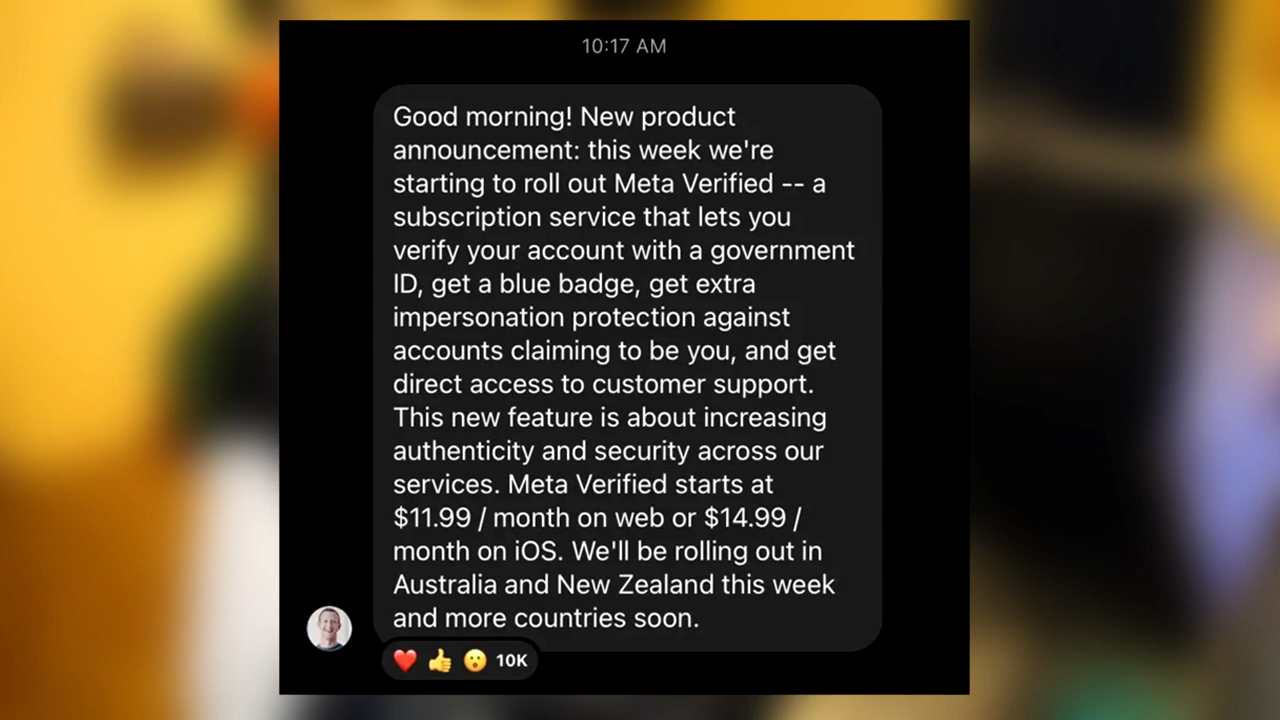 10:17 AM
Good morning! New product
announcement: this week we're
starting to roll out Meta Verified -- a
subscription service that lets you
verify your account with a government
ID, get a blue badge, get extra
impersonation protection against
accounts claiming to be you, and get
direct access to customer support.
This new feature is about increasing
authenticity and security across our
services. Meta Verified starts at
$11.99 / month on web or $14.99 /
month on iOS. We'll be rolling out in
Australia and New Zealand this week
and more countries soon.
❤️ 👍 😮 10K